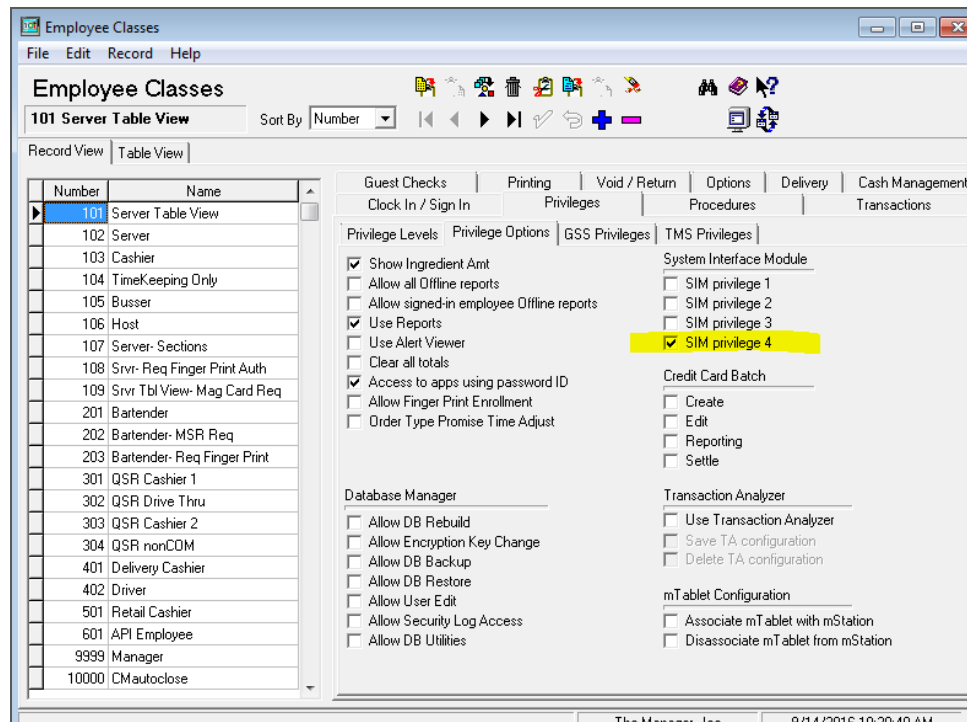 Employee Classes
File Edit Record Help
Employee Classes
101 Server Table View Sort By Number
Record View Table View
Number Name
101 Server Table View
102 Server
103 Cashier
104 TimeKeeping Only
105 Busser
106 Host
107 Server- Sections
108 Srvr- Req Finger Print Auth
109 Srvr Tbl View- Mag Card Req
201 Bartender
202 Bartender- MSR Req
203 Bartender- Req Finger Print
301 QSR Cashier 1
302 QSR Drive Thru
303 QSR Cashier 2
304 QSR nonCOM
401 Delivery Cashier
402 Driver
501 Retail Cashier
601 API Employee
9999 Manager
10000 CMautoclose
Guest Checks Printing Void / Return Options Delivery Cash Management
Clock In / Sign In Privileges Procedures Transactions
Privilege Levels Privilege Options GSS Privileges TMS Privileges
Show Ingredient Amt
Allow all Offline reports
Allow signed-in employee Offline reports
Use Reports
Use Alert Viewer
Clear all totals
Access to apps using password ID
Allow Finger Print Enrollment
Order Type Promise Time Adjust
Database Manager
Allow DB Rebuild
Allow Encryption Key Change
Allow DB Backup
Allow DB Restore
Allow User Edit
Allow Security Log Access
Allow DB Utilities
System Interface Module
SIM privilege 1
SIM privilege 2
SIM privilege 3
SIM privilege 4
Credit Card Batch
Create
Edit
Reporting
Settle
Transaction Analyzer
Use Transaction Analyzer
Save TA configuration
Delete TA configuration
mTablet Configuration
Associate mTablet with mStation
Disassociate mTablet from mStation